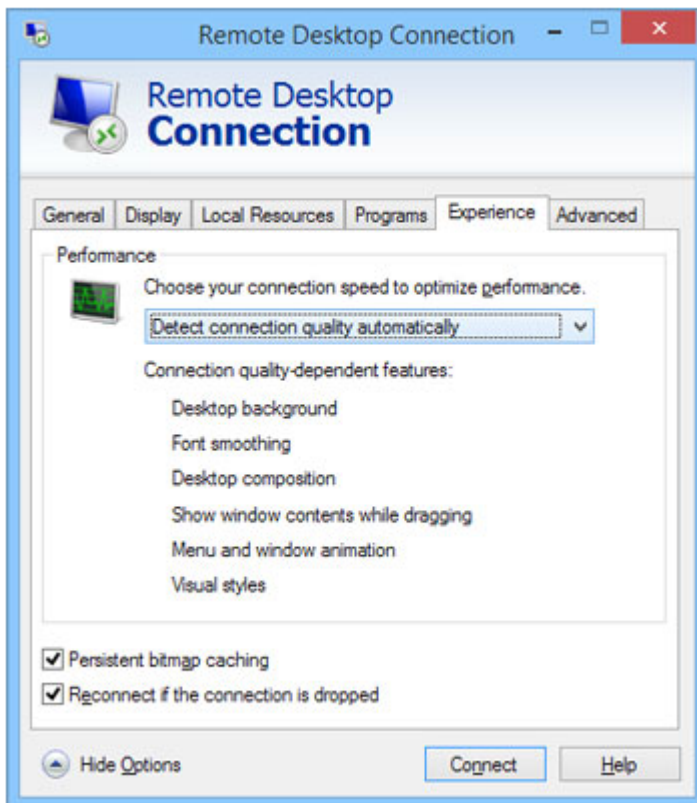 Remote Desktop Connection
Remote Desktop
Connection
General Display Local Resources Programs Experience Advanced
Performance
Choose your connection speed to optimize performance.
Detect connection quality automatically
Connection quality-dependent features:
Desktop background
Font smoothing
Desktop composition
Show window contents while dragging
Menu and window animation
Visual styles
Persistent bitmap caching
Reconnect if the connection is dropped
Hide Options Connect Help